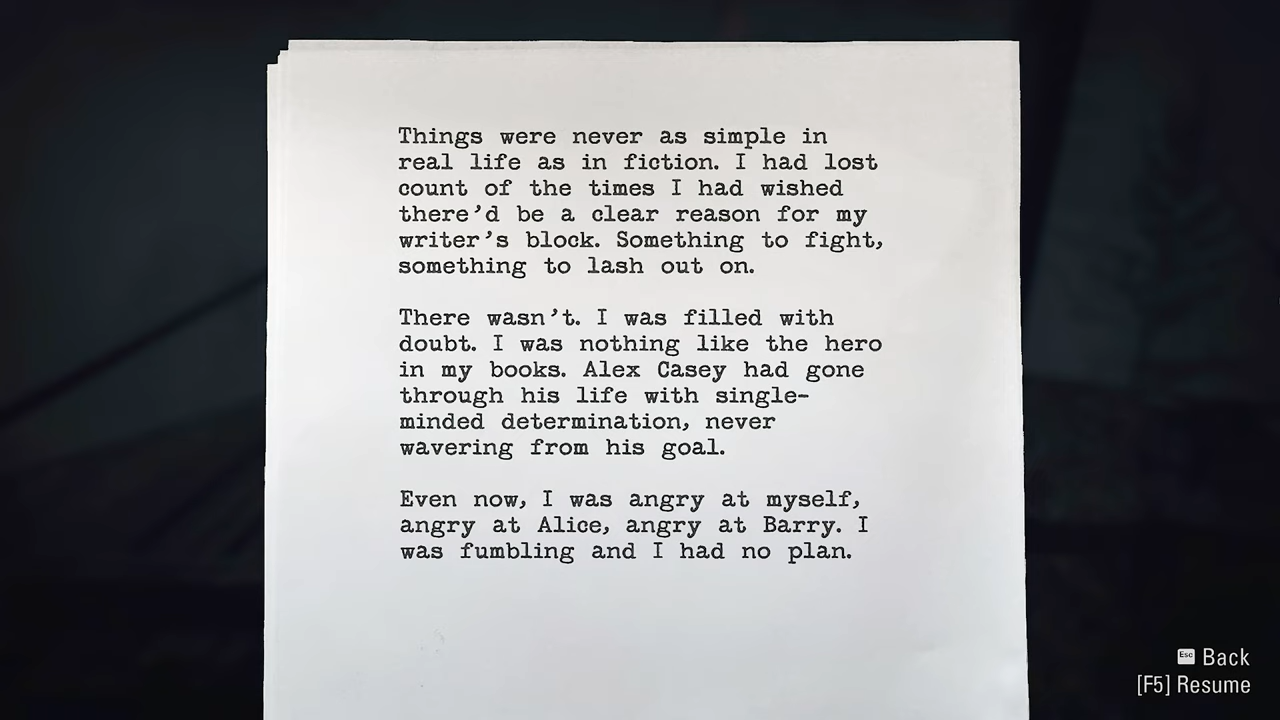 Things were never as simple in
real life as in fiction. I had lost
count of the times I had wished
there'd be a clear reason for my
writer's block. Something to fight,
something to lash out on.
There wasn't. I was filled with
doubt. I was nothing like the hero
in my books. Alex Casey had gone
through his life with single-
minded determination, never
wavering from his goal.
Even now, I was angry at myself,
angry at Alice, angry at Barry. I
was fumbling and I had no plan.
Esc Back
[F5] Resume